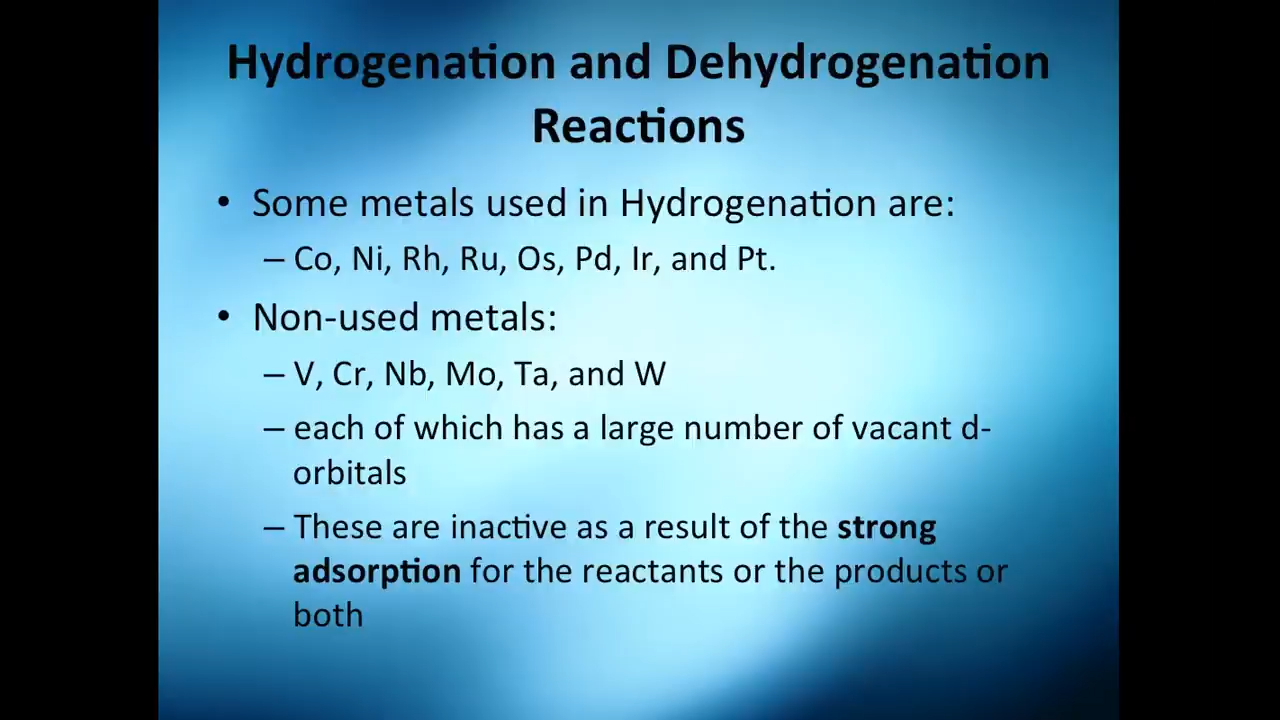 Hydrogenation and Dehydrogenation
Reactions
• Some metals used in Hydrogenation are:
– Co, Ni, Rh, Ru, Os, Pd, Ir, and Pt.
• Non-used metals:
– V, Cr, Nb, Mo, Ta, and W
– each of which has a large number of vacant d-
orbitals
– These are inactive as a result of the strong
adsorption for the reactants or the products or
both